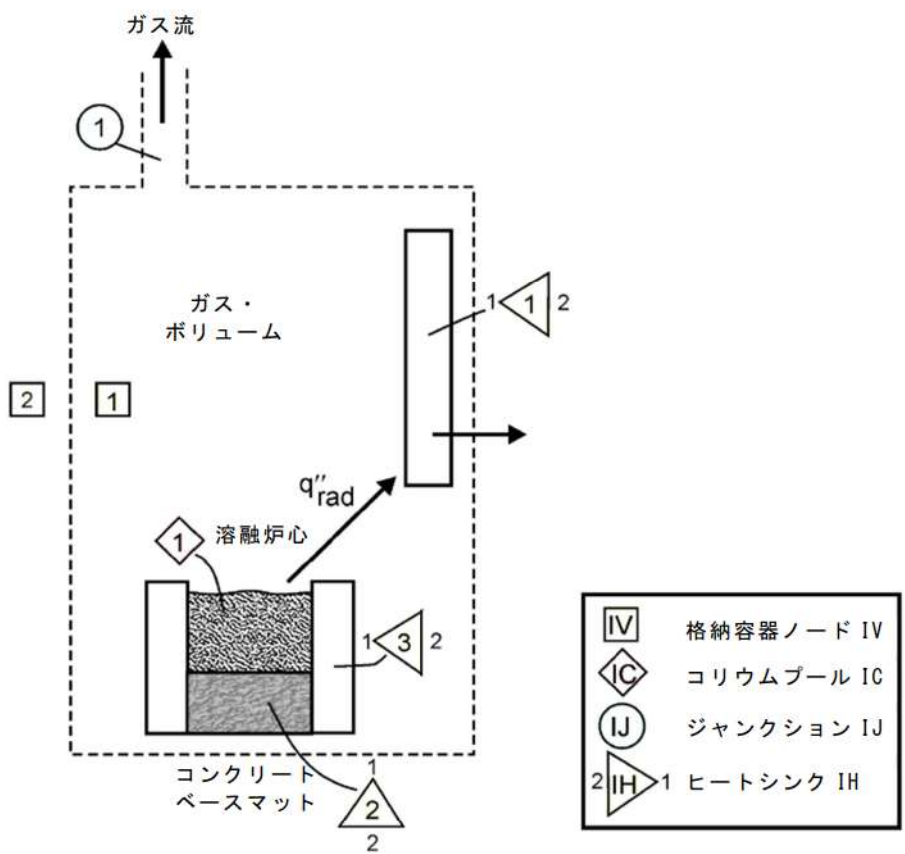 ガス流
1
ガス・
ボリューム
1 1 2
2
1
q″rad
1
溶融炉心
1 3 2
コンクリート
ベースマット
1
2
2
IV 格納容器ノード IV
IC コリウムプール IC
IJ ジャンクション IJ
2 IH 1 ヒートシンク IH